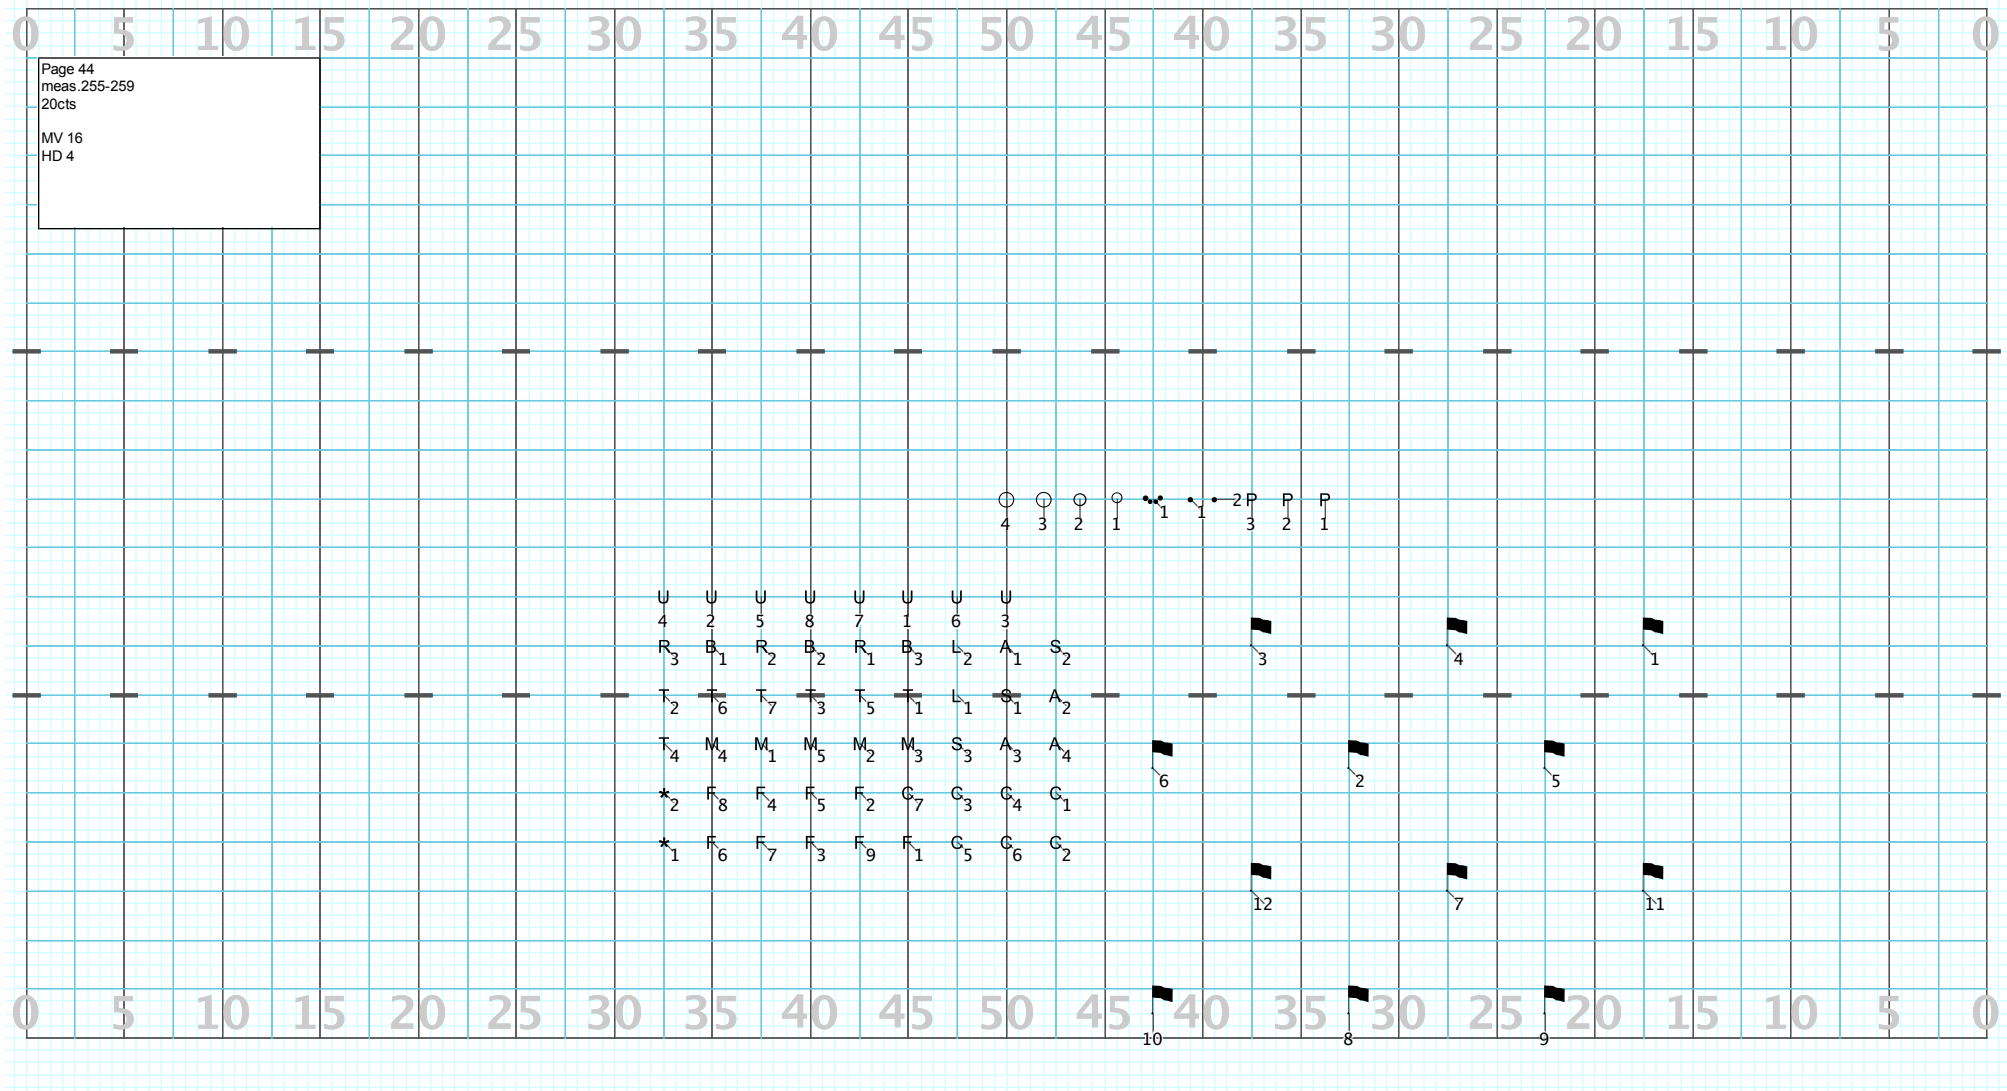 0 5 10 15 20 25 30 35 40 45 50 45 40 35 30 25 20 15 10 5 0
Page 44
meas.255-259
20cts
MV 16
HD 4
4 3 2 1 1 1 2 P P P
3 2 1
U U U U U U U U
4 2 5 8 7 1 6 3
R3 B1 R2 B2 R1 B3 L2 A1 S2 3 4 1
T2 T6 T7 T3 T5 T1 L1 S1 A2
T4 M4 M1 M5 M2 M3 S3 A3 A4 6 2 5
*2 F8 F4 F5 F2 C7 C3 C4 C1
*1 F6 F7 F3 F9 F1 C5 C6 C2
12 7 11
0 5 10 15 20 25 30 35 40 45 50 45 40 35 30 25 20 15 10 5 0
10 8 9